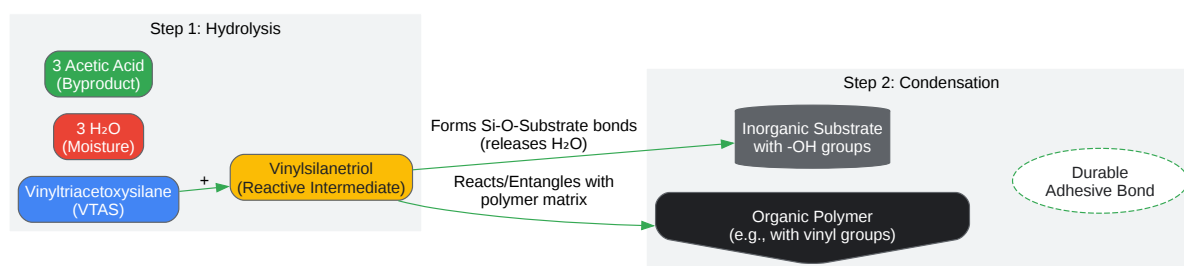 Step 1: Hydrolysis
3 Acetic Acid
(Byproduct)
3 H₂O
(Moisture)
Vinyltriacetoxysilane
(VTAS)
+
Vinylsilanetriol
(Reactive Intermediate)
Forms Si-O-Substrate bonds
(releases H₂O)
Reacts/Entangles with
polymer matrix
Step 2: Condensation
Inorganic Substrate
with -OH groups
Organic Polymer
(e.g., with vinyl groups)
Durable
Adhesive Bond